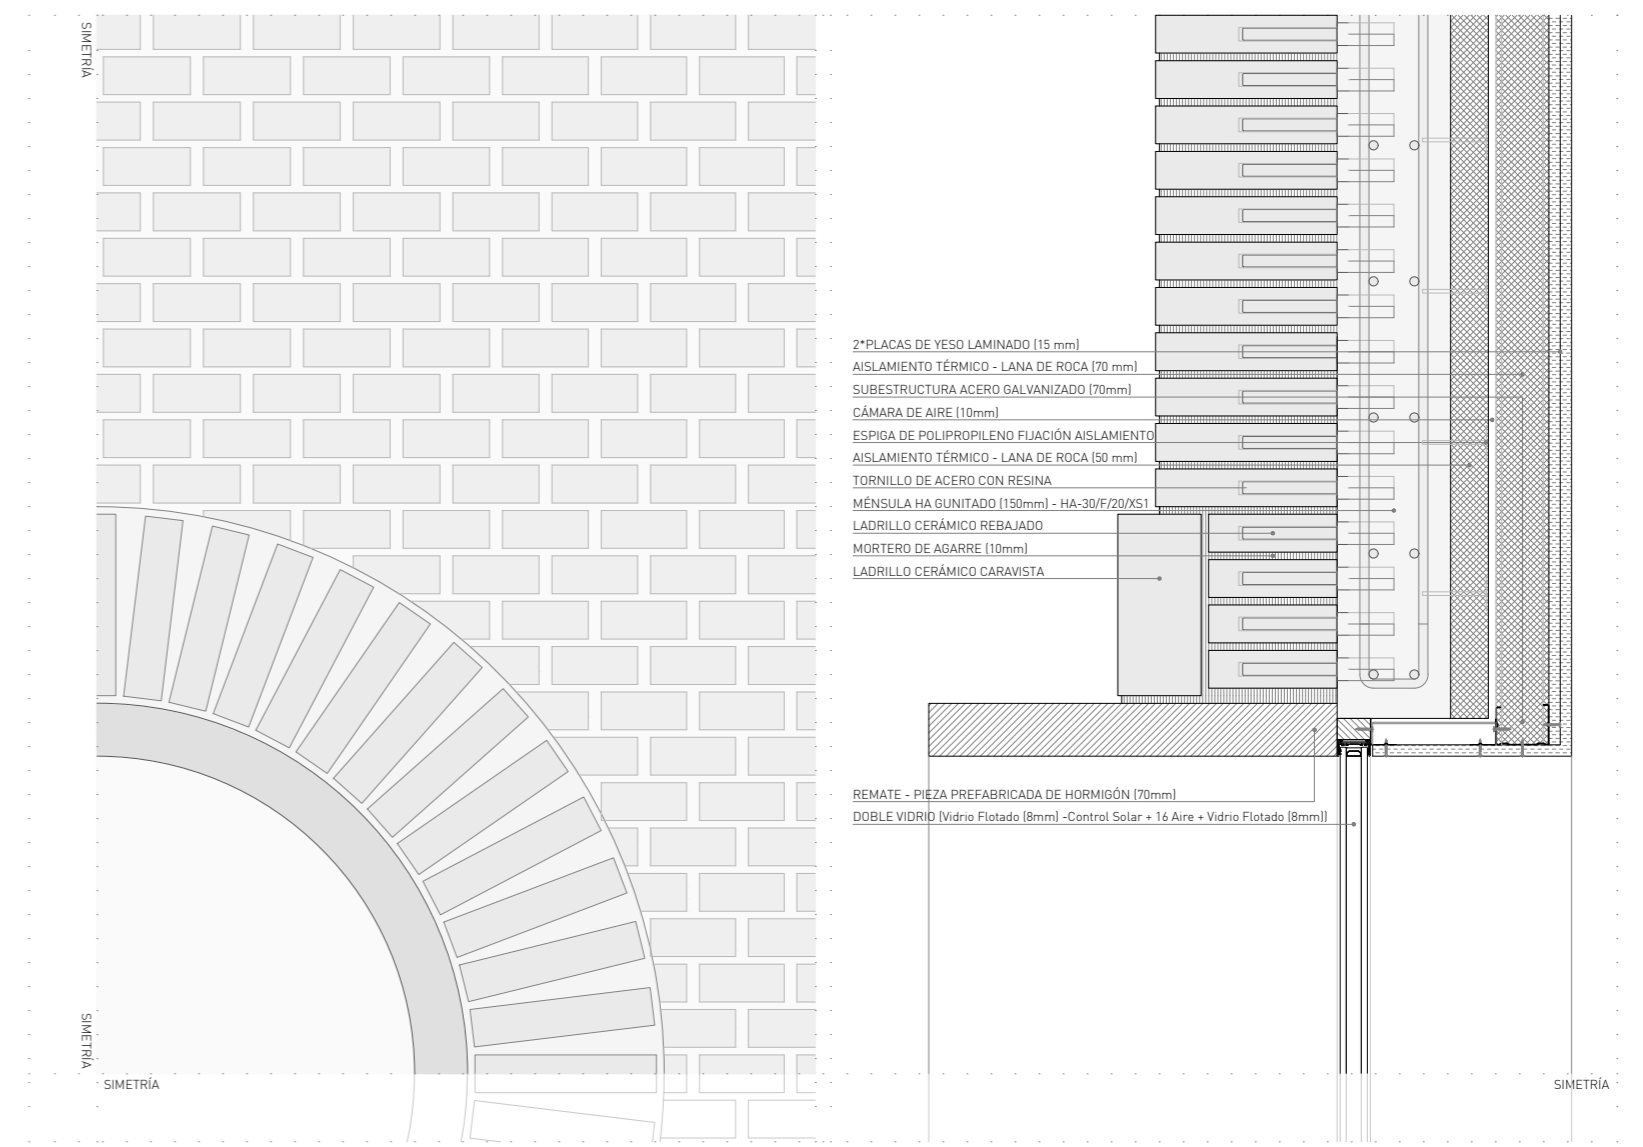 SIMETRÍA
2*PLACAS DE YESO LAMINADO (15 mm)
AISLAMIENTO TÉRMICO - LANA DE ROCA (70 mm)
SUBESTRUCTURA ACERO GALVANIZADO (70mm)
CÁMARA DE AIRE (10mm)
ESPIGA DE POLIPROPILENO FIJACIÓN AISLAMIENTO
AISLAMIENTO TÉRMICO - LANA DE ROCA (50 mm)
TORNILLO DE ACERO CON RESINA
MÉNSULA HA GUNITADO (150mm) - HA-30/F/20/XS1
LADRILLO CERÁMICO REBAJADO
MORTERO DE AGARRE (10mm)
LADRILLO CERÁMICO CARAVISTA
REMATE - PIEZA PREFABRICADA DE HORMIGÓN (70mm)
DOBLE VIDRIO (Vidrio Flotado (8mm) -Control Solar + 16 Aire + Vidrio Flotado (8mm))
SIMETRÍA
SIMETRÍA
SIMETRÍA